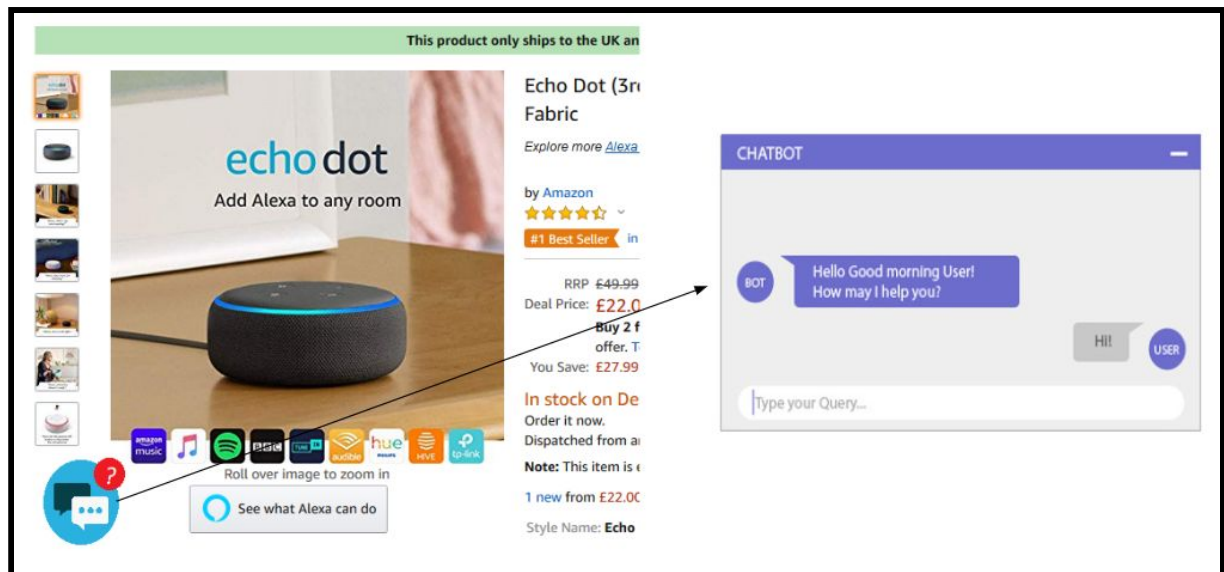 This product only ships to the UK an
echo dot
Add Alexa to any room
amazon music
BBC
TUNE IN
audible
hue
HIVE
tp-link
Roll over image to zoom in
See what Alexa can do
?
Echo Dot (3r
Fabric
Explore more Alexa
by Amazon
#1 Best Seller in
RRP £49.99
Deal Price: £22.0
Buy 2 f
offer. T
You Save: £27.99
In stock on De
Order it now.
Dispatched from a
Note: This item is e
1 new from £22.00
Style Name: Echo
CHATBOT
BOT
Hello Good morning User!
How may I help you?
Hi!
USER
Type your Query...